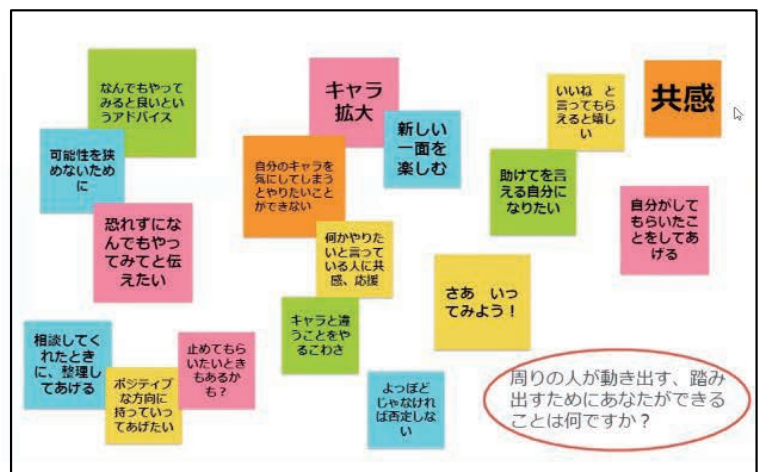 なんでもやって
みると良いとい
うアドバイス
可能性を狭
めないため
に
恐れずにな
んでもやっ
てみてと伝
えたい
相談してく
れたとき
に、整理し
てあげる
ポジティブ
な方向に
持っていっ
てあげたい
止めてもら
いたいとき
もあるか
も？
キャラ
拡大
新しい
一面を
楽しむ
自分のキャラを
気にしてしまう
とやりたいこと
ができない
何かやりた
いと言って
いる人に共
感、応援
キャラと違
うことをや
るこわさ
よっぽど
じゃなけれ
ば否定しな
い
いいね　と
言ってもら
えると嬉し
い
共感
助けてを言
える自分に
なりたい
自分がして
もらいたこ
とをしてあ
げる
さあ　いっ
てみよう！
周りの人が動き出す、踏み
出すためにあなたができる
ことは何ですか？